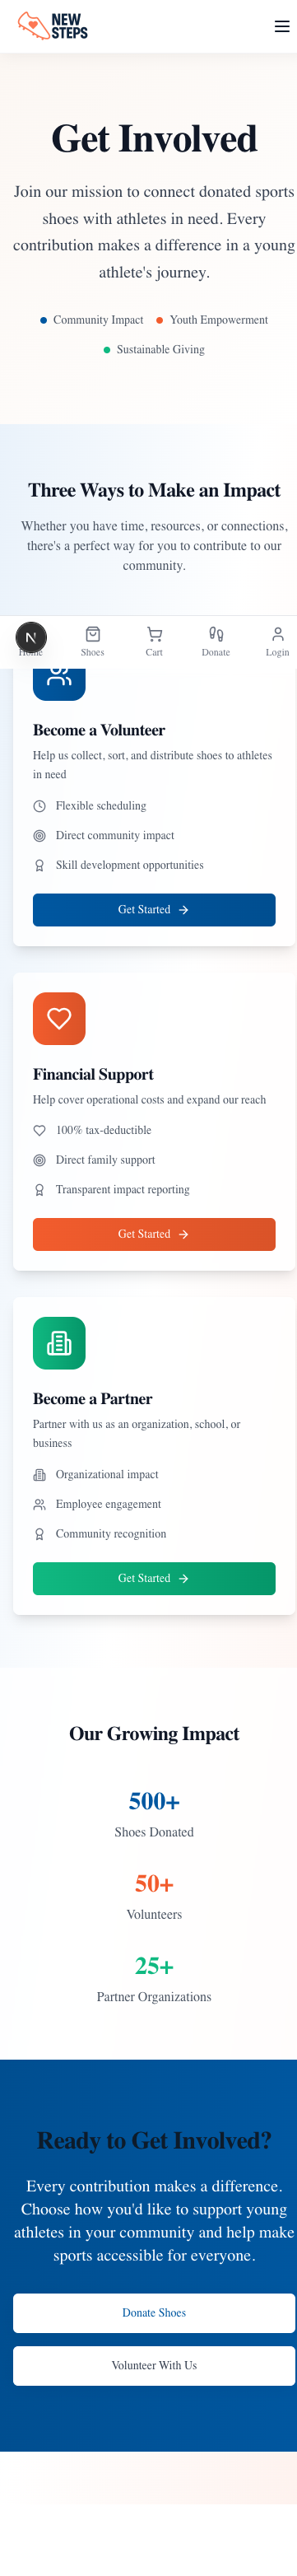 NEW
STEPS
Get Involved
Join our mission to connect donated sports
shoes with athletes in need. Every
contribution makes a difference in a young
athlete's journey.
Community Impact
Youth Empowerment
Sustainable Giving
Three Ways to Make an Impact
Whether you have time, resources, or connections,
there's a perfect way for you to contribute to our
community.
N
Home
Shoes
Cart
Donate
Login
Become a Volunteer
Help us collect, sort, and distribute shoes to athletes
in need
Flexible scheduling
Direct community impact
Skill development opportunities
Get Started
Financial Support
Help cover operational costs and expand our reach
100% tax-deductible
Direct family support
Transparent impact reporting
Get Started
Become a Partner
Partner with us as an organization, school, or
business
Organizational impact
Employee engagement
Community recognition
Get Started
Our Growing Impact
500+
Shoes Donated
50+
Volunteers
25+
Partner Organizations
Ready to Get Involved?
Every contribution makes a difference.
Choose how you'd like to support young
athletes in your community and help make
sports accessible for everyone.
Donate Shoes
Volunteer With Us